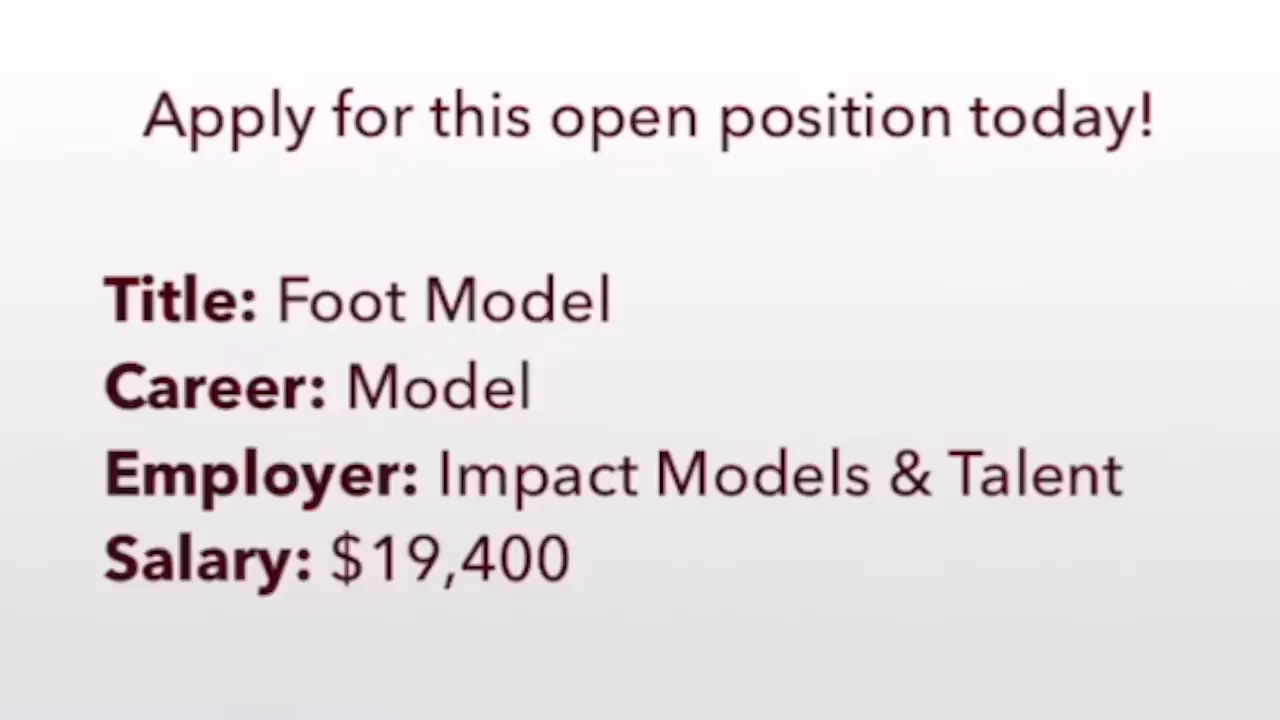 Apply for this open position today!
Title: Foot Model
Career: Model
Employer: Impact Models & Talent
Salary: $19,400